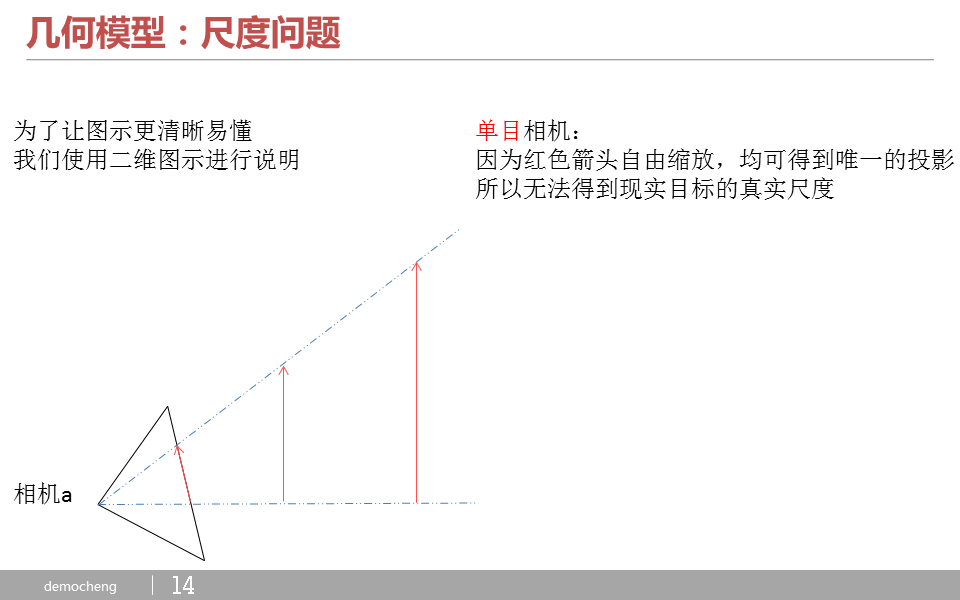 几何模型：尺度问题
为了让图示更清晰易懂
我们使用二维图示进行说明
单目相机：
因为红色箭头自由缩放，均可得到唯一的投影
所以无法得到现实目标的真实尺度
相机a
democheng
14